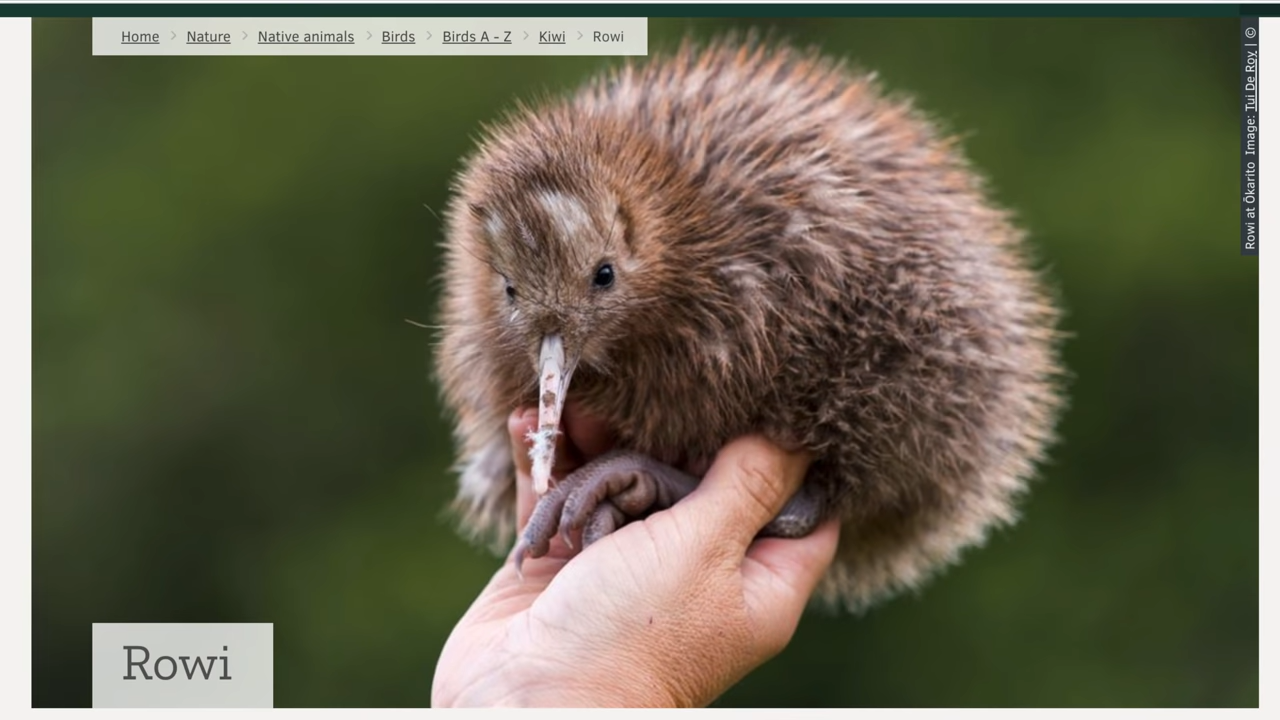 Home > Nature > Native animals > Birds > Birds A - Z > Kiwi > Rowi
Rowi at Ōkarito Image: Tui De Roy | ©
Rowi